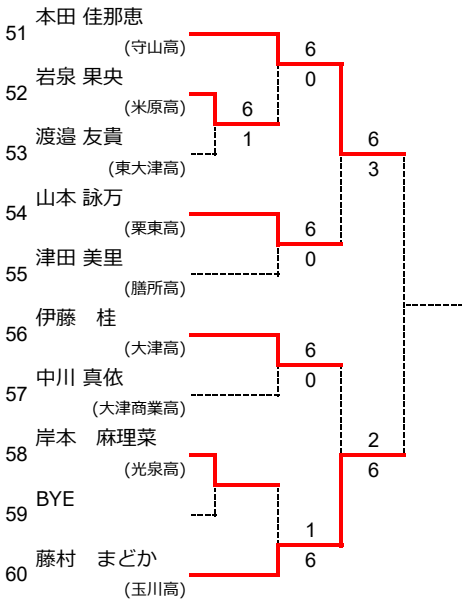 51 本田 佳那恵
(守山高)
6
0
52 岩泉 果央
(米原高)
6
1
53 渡邉 友貴
(東大津高)
6
3
54 山本 詠万
(栗東高)
6
0
55 津田 美里
(膳所高)
56 伊藤　桂
(大津高)
6
0
57 中川 真依
(大津商業高)
58 岸本　麻理菜
(光泉高)
2
6
59 BYE
1
6
60 藤村　まどか
(玉川高)